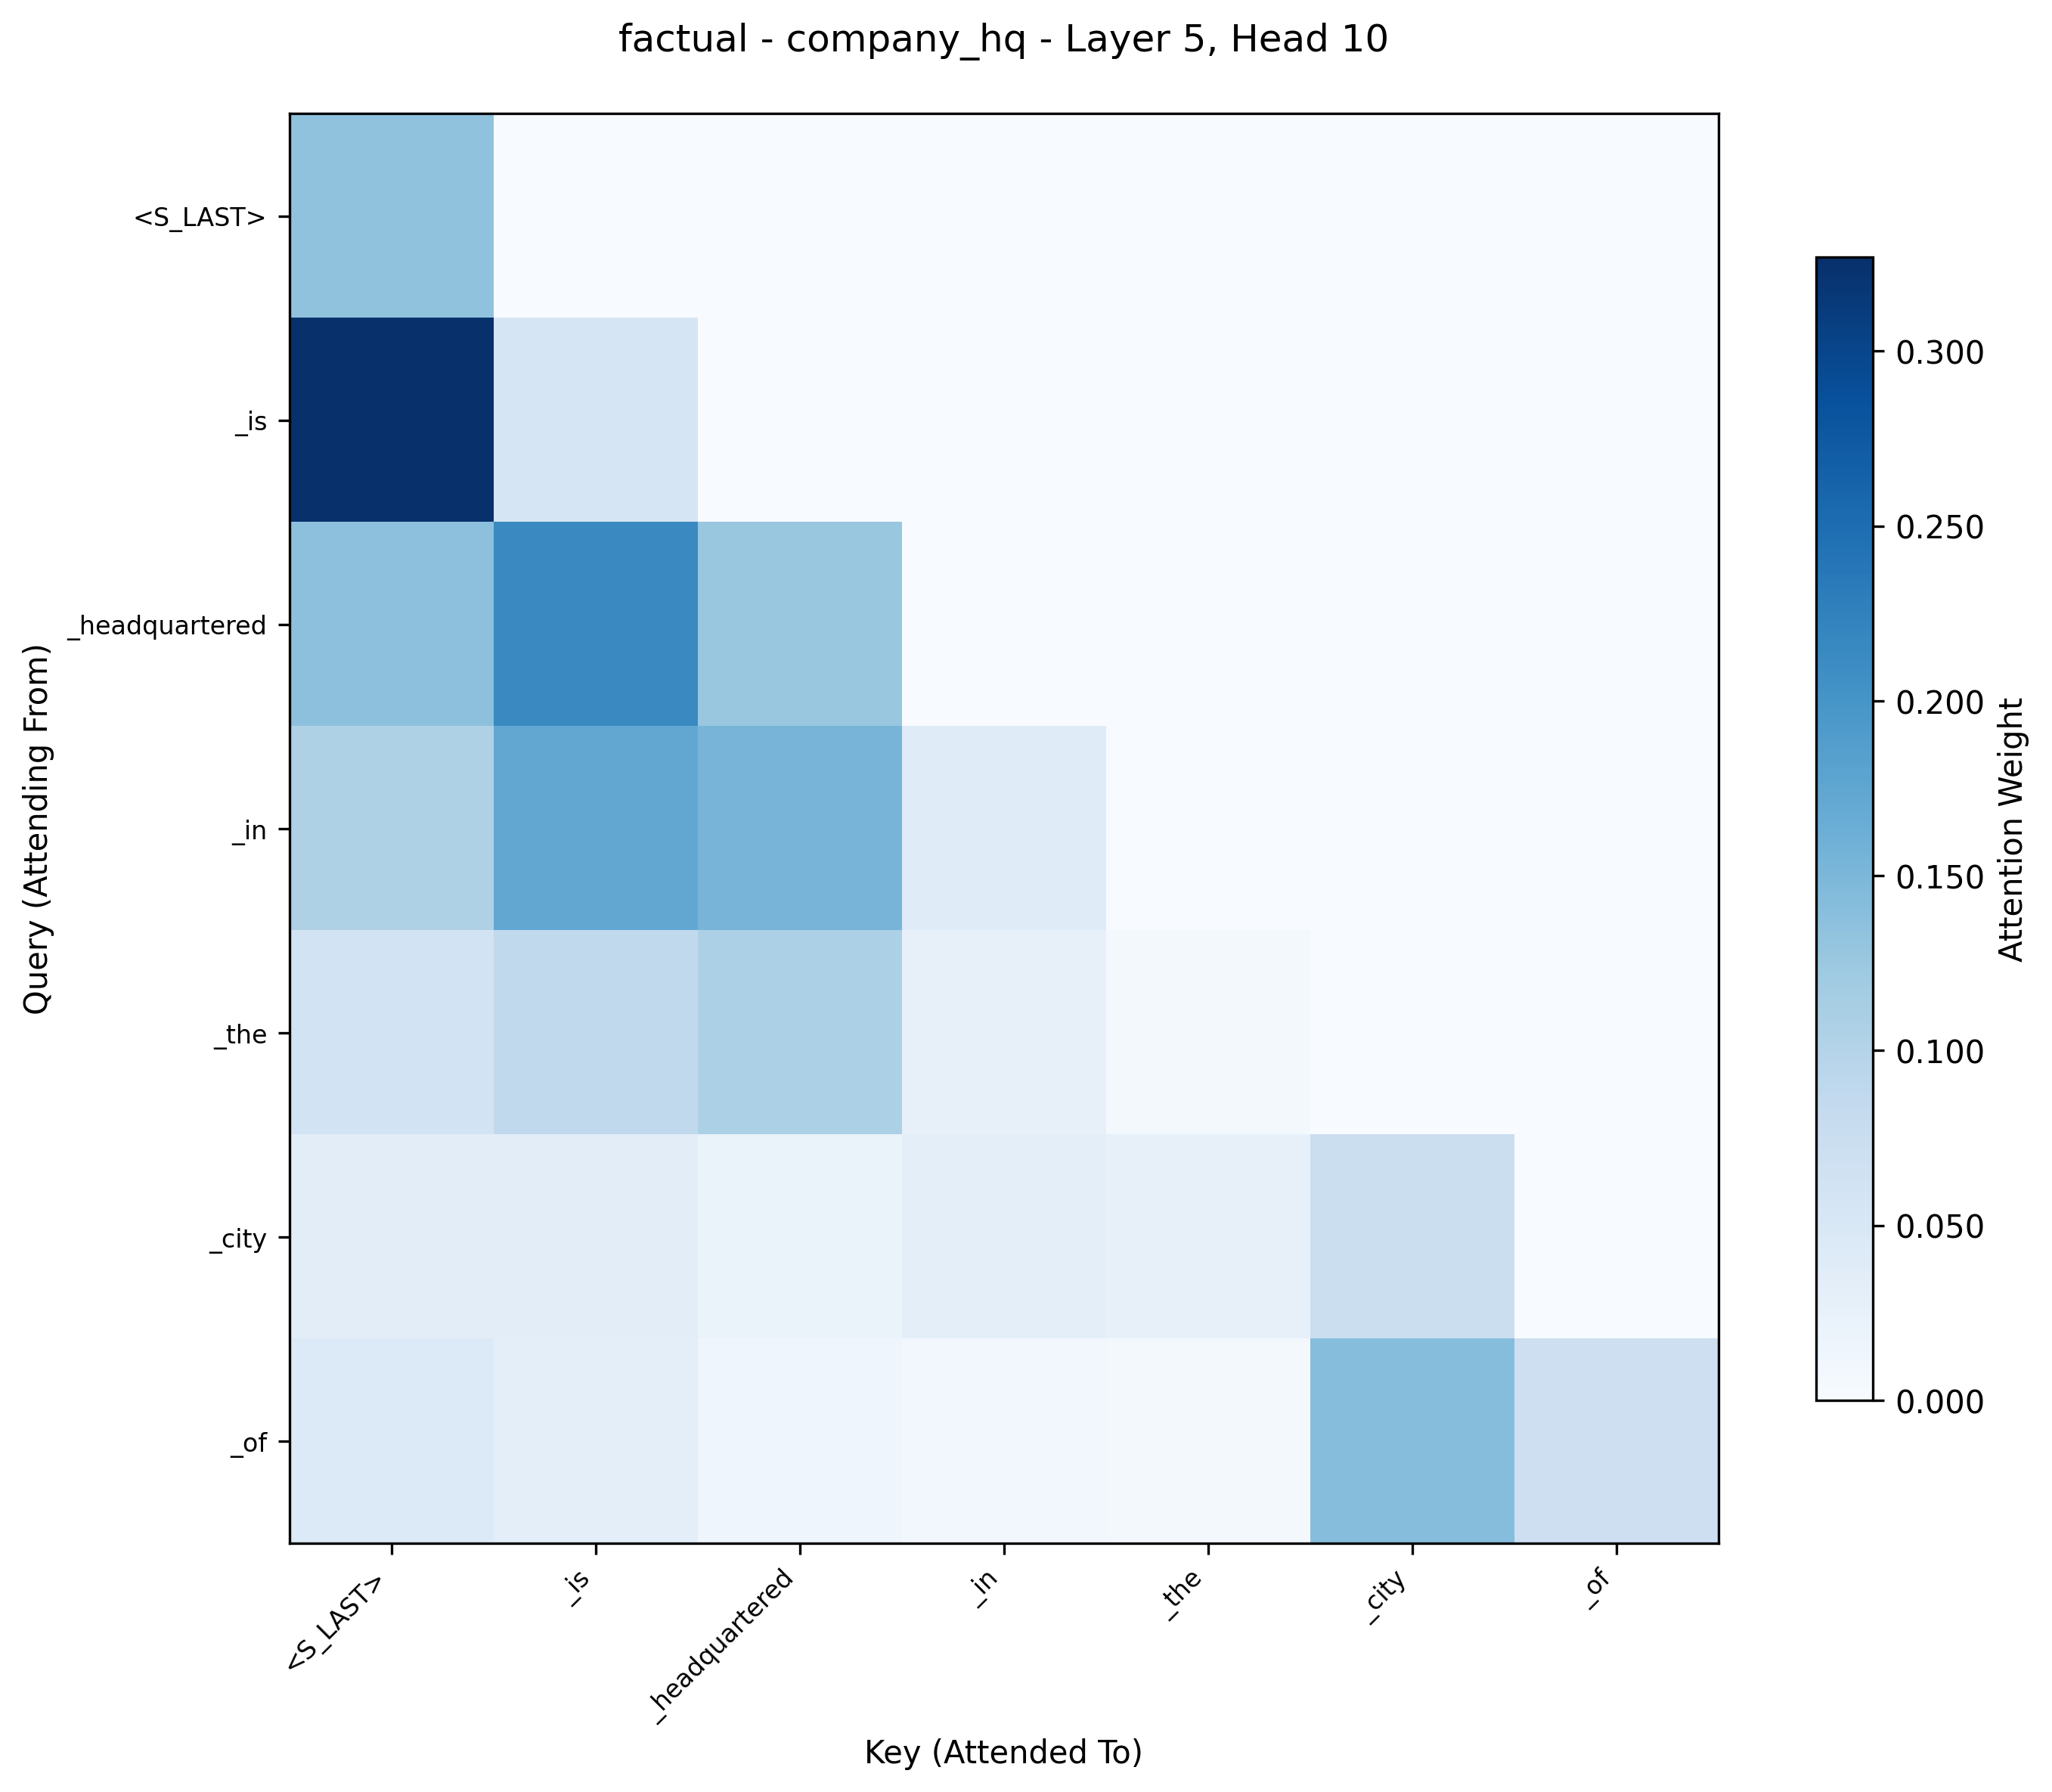 factual - company_hq - Layer 5, Head 10
Query (Attending From)
<S_LAST>
_is
_headquartered
_in
_the
_city
_of
<S_LAST>
_is
_headquartered
_in
_the
_city
_of
Key (Attended To)
0.300
0.250
0.200
0.150
0.100
0.050
0.000
Attention Weight